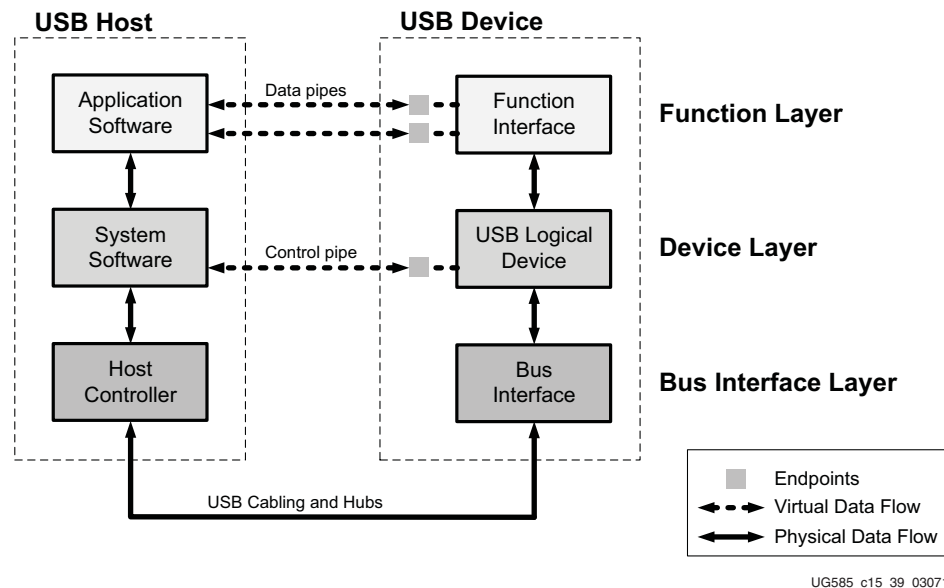 USB Host
USB Device
Application
Software
Data pipes
Function
Interface
Function Layer
System
Software
Control pipe
USB Logical
Device
Device Layer
Host
Controller
Bus
Interface
Bus Interface Layer
USB Cabling and Hubs
Endpoints
Virtual Data Flow
Physical Data Flow
UG585_c15_39_0307